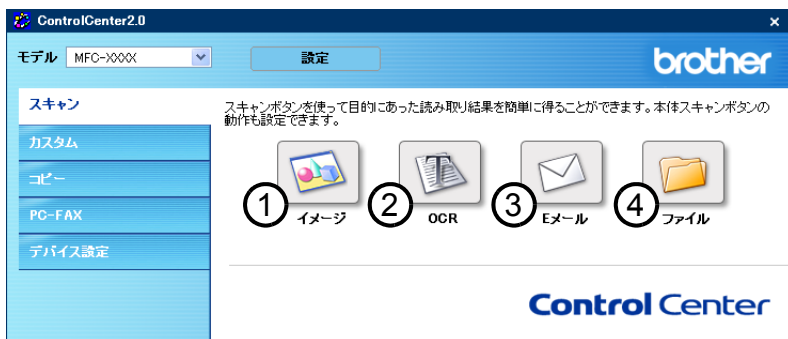 ControlCenter2.0
モデル MFC-XXXX 設定 brother
スキャン
カスタム
コピー
PC-FAX
デバイス設定
スキャンボタンを使って目的にあった読み取り結果を簡単に得ることができます。本体スキャンボタンの
動作も設定できます。
① イメージ ② OCR ③ Eメール ④ ファイル
Control Center